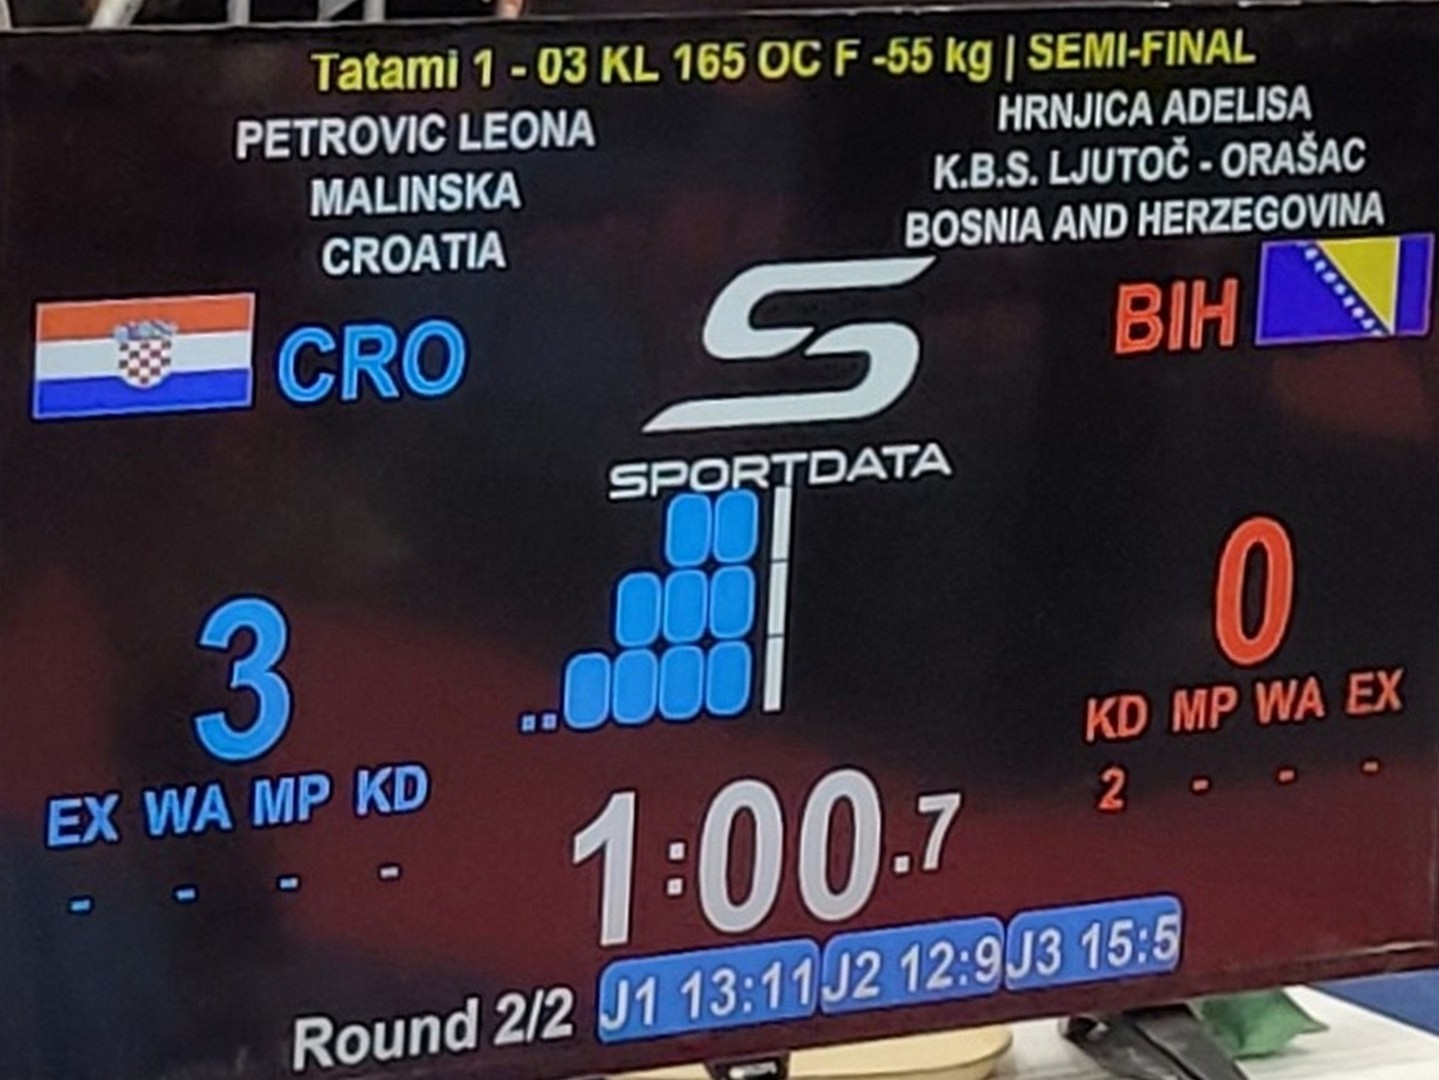 Tatami 1 - 03 KL 165 OC F -55 kg | SEMI-FINAL
PETROVIC LEONA
MALINSKA
CROATIA
HRNJICA ADELISA
K.B.S. LJUTOČ - ORAŠAC
BOSNIA AND HERZEGOVINA
CRO
BIH
SPORTDATA
3
0
EX WA MP KD
- - - -
KD MP WA EX
2 - - -
1:00.7
Round 2/2
J1 13:11
J2 12:9
J3 15:5